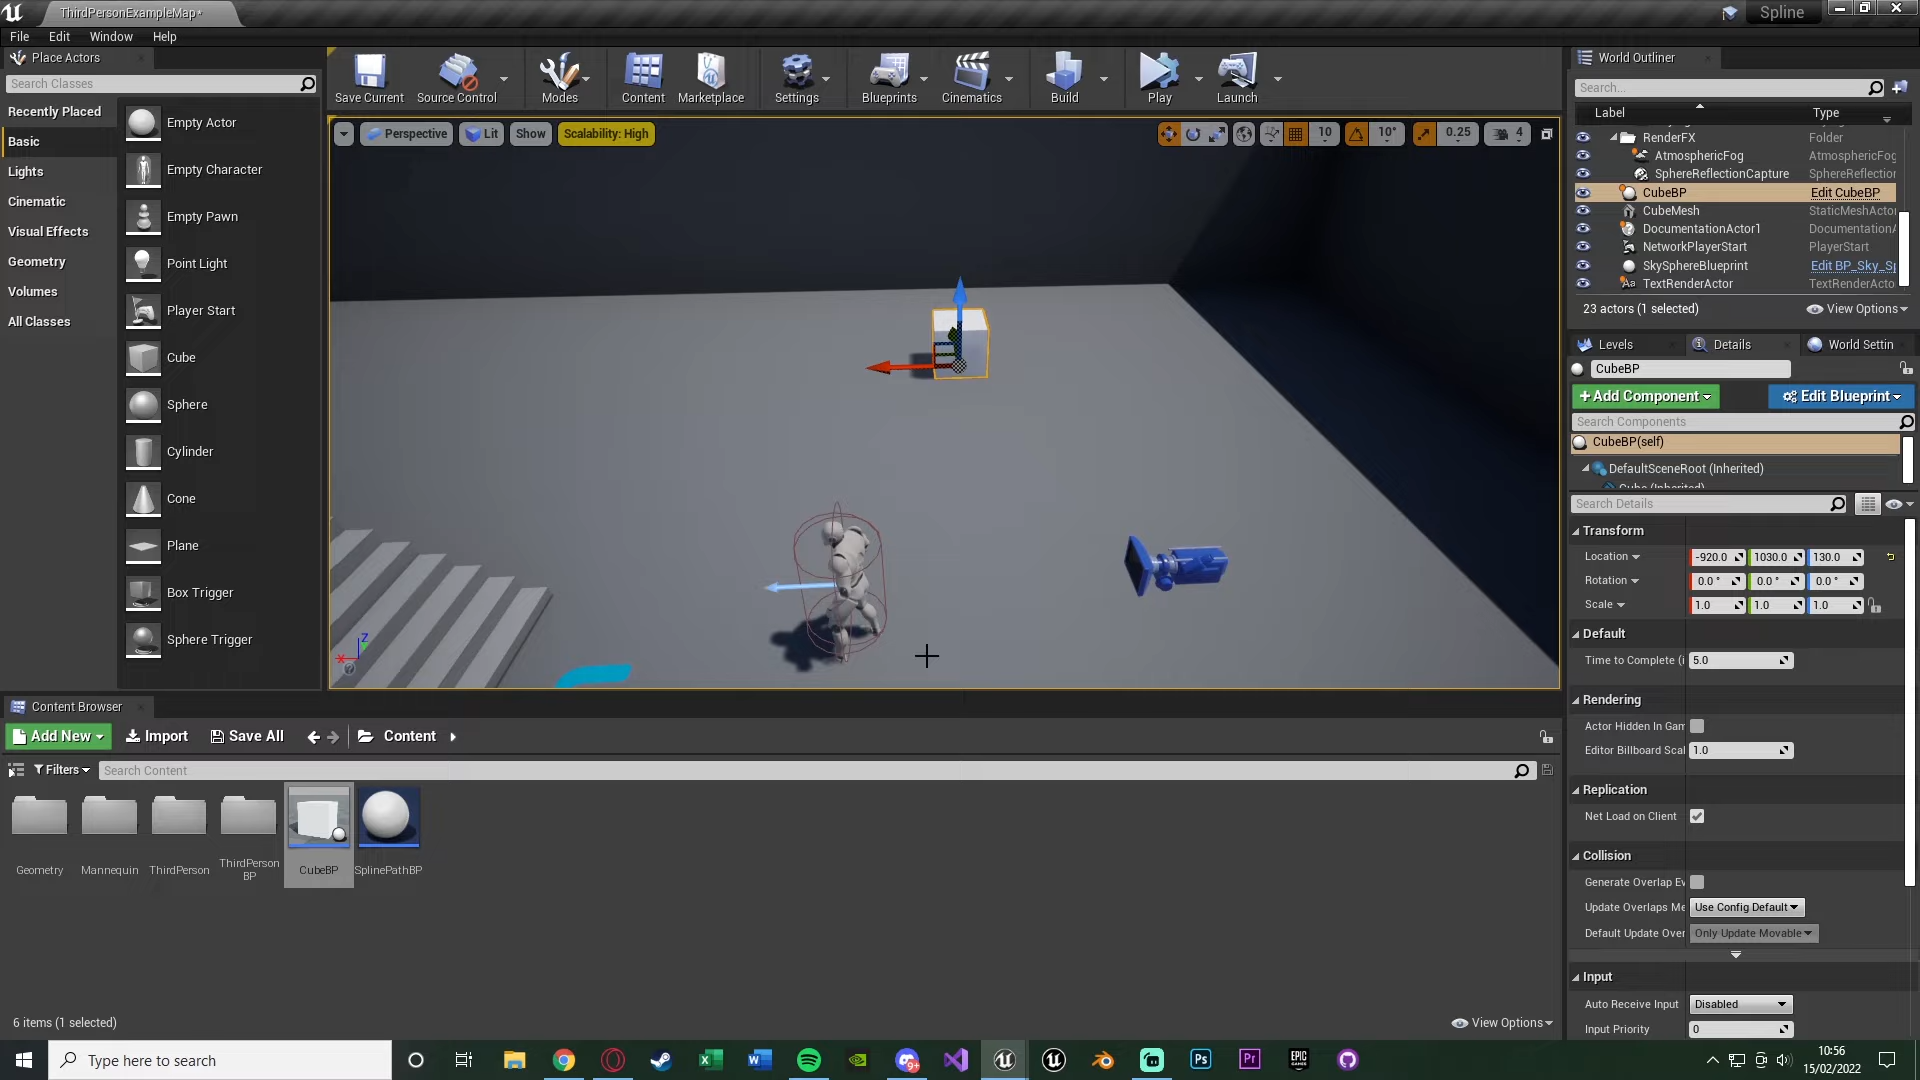 ThirdPersonExampleMap*
Spline
File
Edit
Window
Help
Place Actors
Search Classes
Recently Placed
Basic
Lights
Cinematic
Visual Effects
Geometry
Volumes
All Classes
Empty Actor
Empty Character
Empty Pawn
Point Light
Player Start
Cube
Sphere
Cylinder
Cone
Plane
Box Trigger
Sphere Trigger
Save Current
Source Control
Modes
Content
Marketplace
Settings
Blueprints
Cinematics
Build
Play
Launch
Perspective
Lit
Show
Scalability: High
10
10°
0.25
4
Z
X
World Outliner
Search...
Label
Type
RenderFX
Folder
AtmosphericFog
AtmosphericFog
SphereReflectionCapture
SphereReflection
CubeBP
Edit CubeBP
CubeMesh
StaticMeshActor
DocumentationActor1
DocumentationA
NetworkPlayerStart
PlayerStart
SkySphereBlueprint
Edit BP_Sky_Sp
TextRenderActor
TextRenderActo
23 actors (1 selected)
View Options
Levels
Details
World Settin
CubeBP
+Add Component
Edit Blueprint
Search Components
CubeBP(self)
DefaultSceneRoot (Inherited)
Cube (Inherited)
Search Details
Transform
Location
-920.0
1030.0
130.0
Rotation
0.0 °
0.0 °
0.0 °
Scale
1.0
1.0
1.0
Default
Time to Complete (i
5.0
Rendering
Actor Hidden In Gam
Editor Billboard Scal
1.0
Replication
Net Load on Client
Collision
Generate Overlap Ev
Update Overlaps Me
Use Config Default
Default Update Over
Only Update Movable
Input
Auto Receive Input
Disabled
Input Priority
0
Content Browser
Add New
Import
Save All
Content
Filters
Search Content
Geometry
Mannequin
ThirdPerson
ThirdPerson
BP
CubeBP
SplinePathBP
6 items (1 selected)
View Options
Type here to search
10:56
15/02/2022